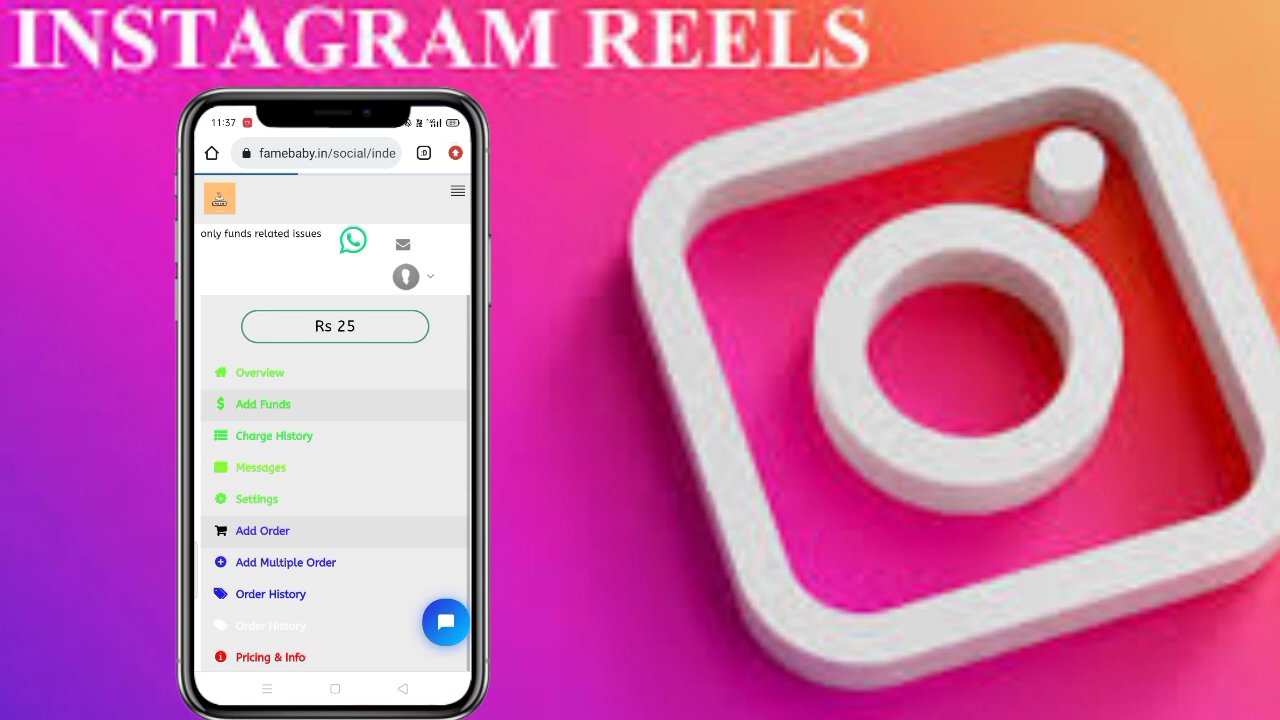 INSTAGRAM REELS
11:37
famebaby.in/social/inde
only funds related issues
Rs 25
Overview
Add Funds
Charge History
Messages
Settings
Add Order
Add Multiple Order
Order History
Order History
Pricing & Info